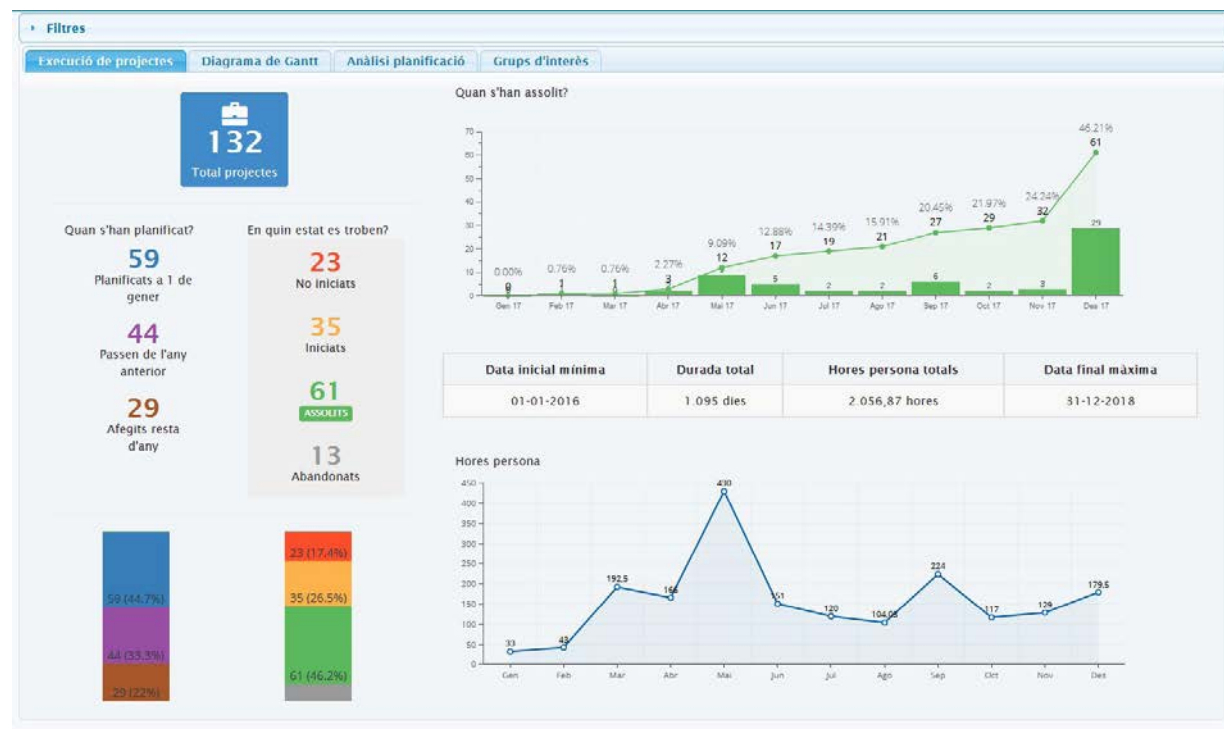 Filtres
Execució de projectes
Diagrama de Gantt
Anàlisi planificació
Grups d'interès
132
Total projectes
Quan s'han planificat?
59
Planificats a 1 de
gener
44
Passen de l'any
anterior
29
Afegits resta
d'any
En quin estat es troben?
23
No iniciats
35
Iniciats
61
ASSOLITS
13
Abandonats
59 (44.7%)
44 (33.3%)
29 (22%)
23 (17.4%)
35 (26.5%)
61 (46.2%)
Quan s'han assolit?
70
60
50
40
30
20
10
0
0.00%
0.76%
0.76%
2.27%
9.09%
12.88%
14.39%
15.91%
20.45%
21.97%
24.24%
46.21%
1
1
3
12
17
19
21
27
29
32
61
5
2
2
6
2
3
29
Gen 17
Feb 17
Mar 17
Abr 17
Mai 17
Jun 17
Jul 17
Ago 17
Sep 17
Oct 17
Nov 17
Des 17
Data inicial mínima Durada total Hores persona totals Data final màxima
01-01-2016 1.095 dies 2.056,87 hores 31-12-2018
Hores persona
450
400
350
300
250
200
150
100
50
0
33
192.5
430
151
120
224
117
129
179.5
Gen
Feb
Mar
Abr
Mai
Jun
Jul
Ago
Sep
Oct
Nov
Des